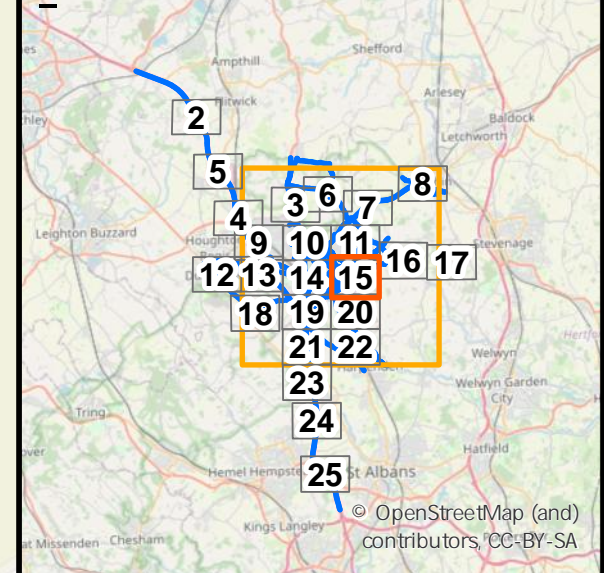 Shefford
Ampthill
Arlesey
Baldock
Flitwick
2
Letchworth
5
8
3 6 7
4
Leighton Buzzard
9 10 11
Stevenage
16 17
12 13 14 15
18 19 20
21 22
Welwyn
23
Welwyn Garden
City
Tring
24
Hatfield
25
Hemel Hempste
St Albans
© OpenStreetMap (and)
Kings Langley
contributors, CC-BY-SA
Chesham